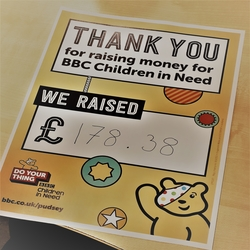 THANK YOU
for raising money for
BBC Children in Need
WE RAISED
£ 178.38
DO YOUR
THING
BBC
Children
in Need
bbc.co.uk/pudsey